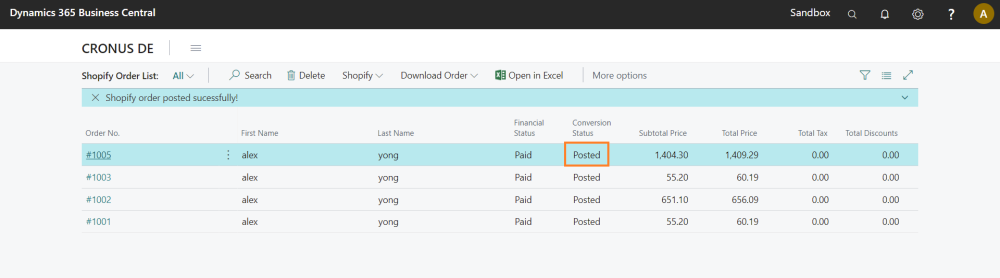 Dynamics 365 Business Central Sandbox ? A
CRONUS DE
Shopify Order List: All Search Delete Shopify Download Order Open in Excel More options
Shopify order posted sucessfully!
Order No. First Name Last Name Financial Status Conversion Status Subtotal Price Total Price Total Tax Total Discounts
#1005 alex yong Paid Posted 1,404.30 1,409.29 0.00 0.00
#1003 alex yong Paid Posted 55.20 60.19 0.00 0.00
#1002 alex yong Paid Posted 651.10 656.09 0.00 0.00
#1001 alex yong Paid Posted 55.20 60.19 0.00 0.00